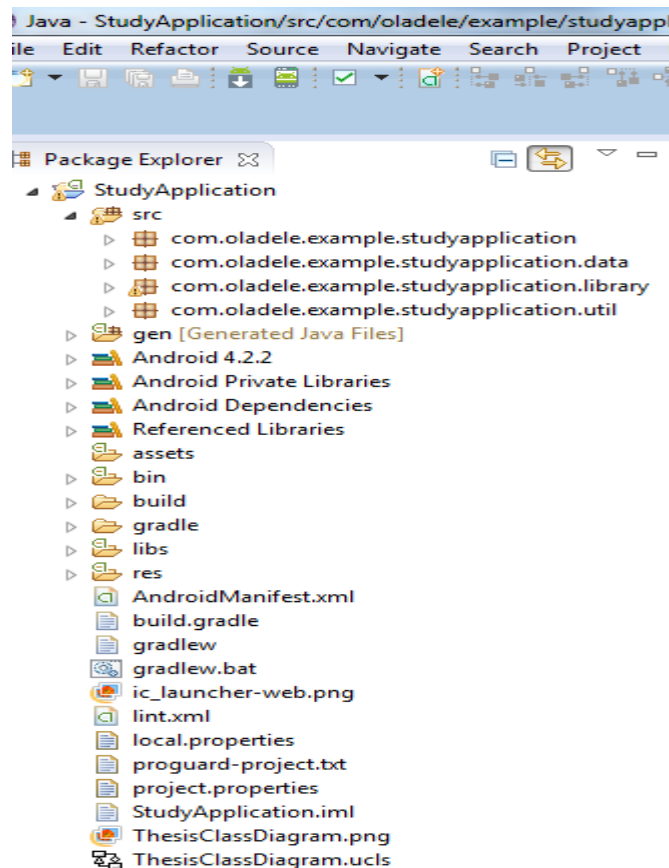 Java - StudyApplication/src/com/oladele/example/studyappl
ile Edit Refactor Source Navigate Search Project
Package Explorer
StudyApplication
src
com.oladele.example.studyapplication
com.oladele.example.studyapplication.data
com.oladele.example.studyapplication.library
com.oladele.example.studyapplication.util
gen [Generated Java Files]
Android 4.2.2
Android Private Libraries
Android Dependencies
Referenced Libraries
assets
bin
build
gradle
libs
res
AndroidManifest.xml
build.gradle
gradlew
gradlew.bat
ic_launcher-web.png
lint.xml
local.properties
proguard-project.txt
project.properties
StudyApplication.iml
ThesisClassDiagram.png
ThesisClassDiagram.ucls